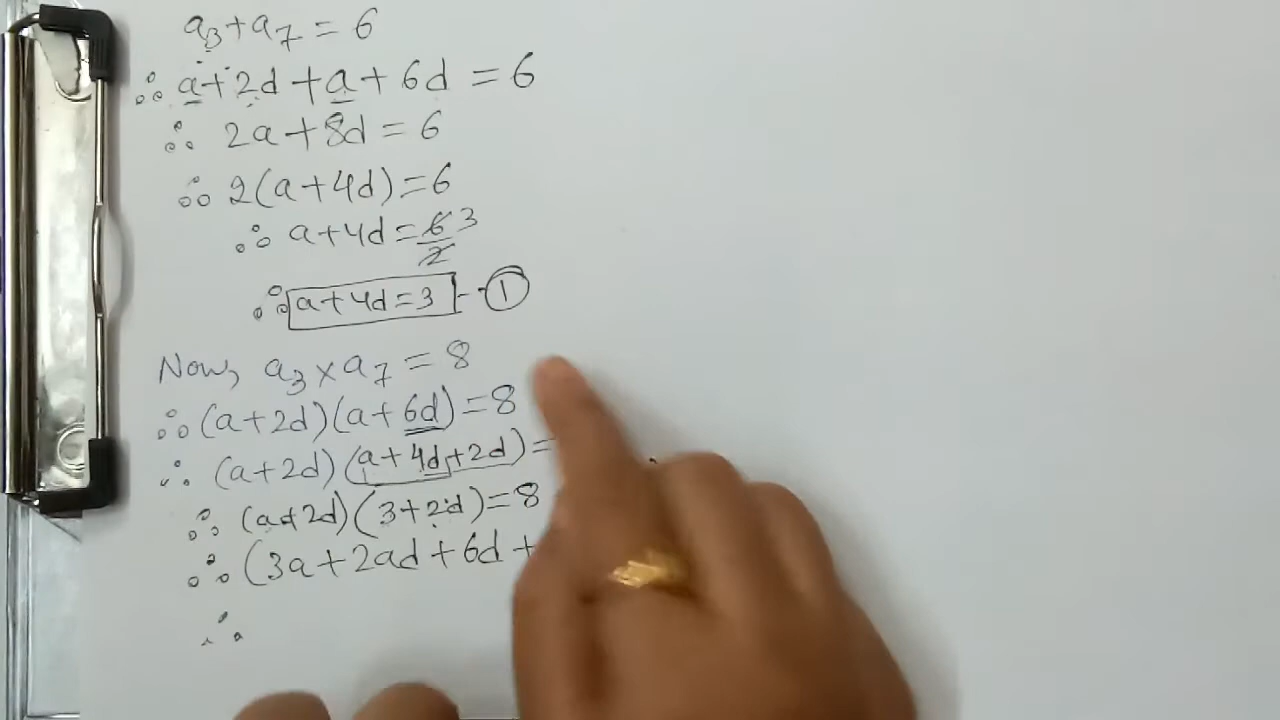 a₃+a₇ = 6
∴ a+2d+a+6d = 6
∴ 2a+8d = 6
∴ 2(a+4d)=6
∴ a+4d = 6/2 3
∴ a+4d=3 -- ①
Now, a₃ × a₇ = 8
∴ (a+2d)(a+6d)=8
∴ (a+2d)(a+4d+2d)=
∴ (a+2d)(3+2d)=8
∴ (3a+2ad+6d+
∴